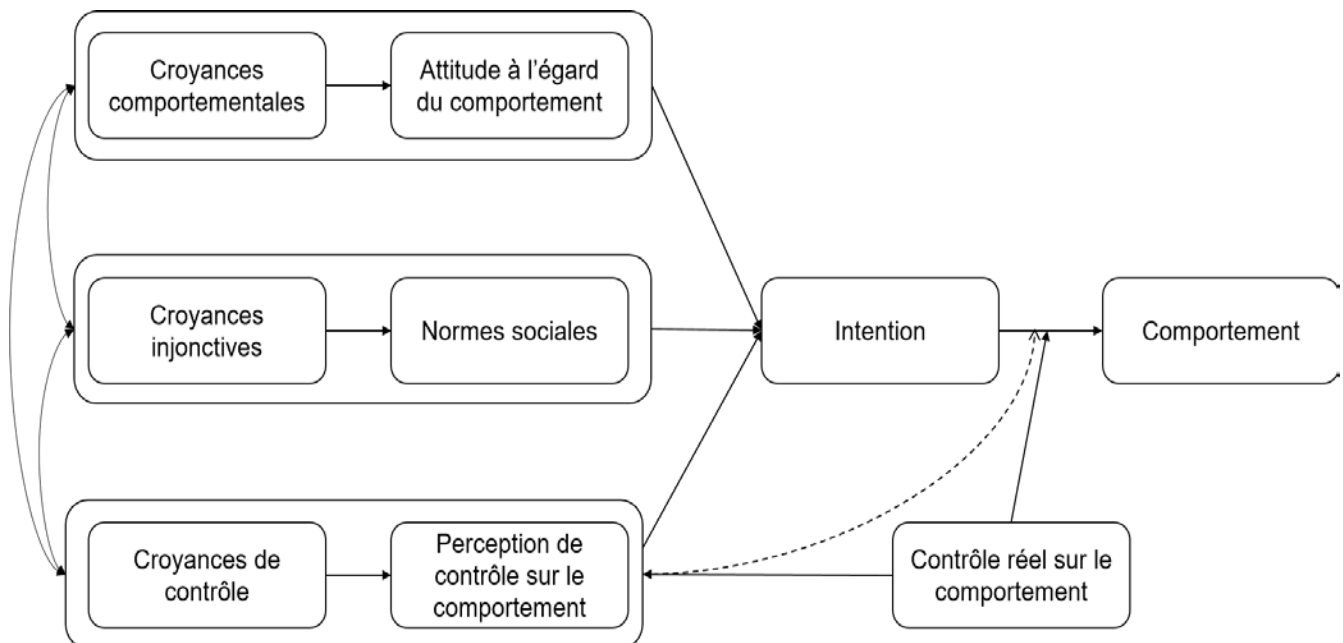 Croyances
comportementales
Attitude à l’égard
du comportement
Croyances
injonctives
Normes sociales
Intention
Comportement
Croyances de
contrôle
Perception de
contrôle sur le
comportement
Contrôle réel sur le
comportement